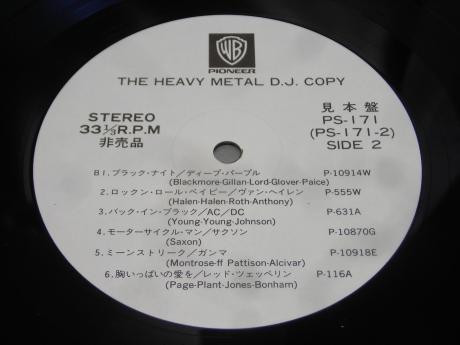 WB
PIONEER
THE HEAVY METAL D.J. COPY
STEREO
33⅓R.P.M
非売品
見本盤
PS-171
(PS-171-2)
SIDE 2
B1.ブラック・ナイト/ディープ・パープル P-10914W
(Blackmore-Gillan-Lord-Glover-Paice)
2.ロックン・ロール・ベイビー/ヴァン・ヘイレン P-555W
(Halen-Halen-Roth-Anthony)
3.バック・イン・ブラック/AC/DC P-631A
(Young-Young-Johnson)
4.モーターサイクル・マン/サクソン P-10870G
(Saxon)
5.ミーンストリーク/ガンマ P-10918E
(Montrose-ff Pattison-Alcivar)
6.胸いっぱいの愛を/レッド・ツェッペリン P-116A
(Page-Plant-Jones-Bonham)